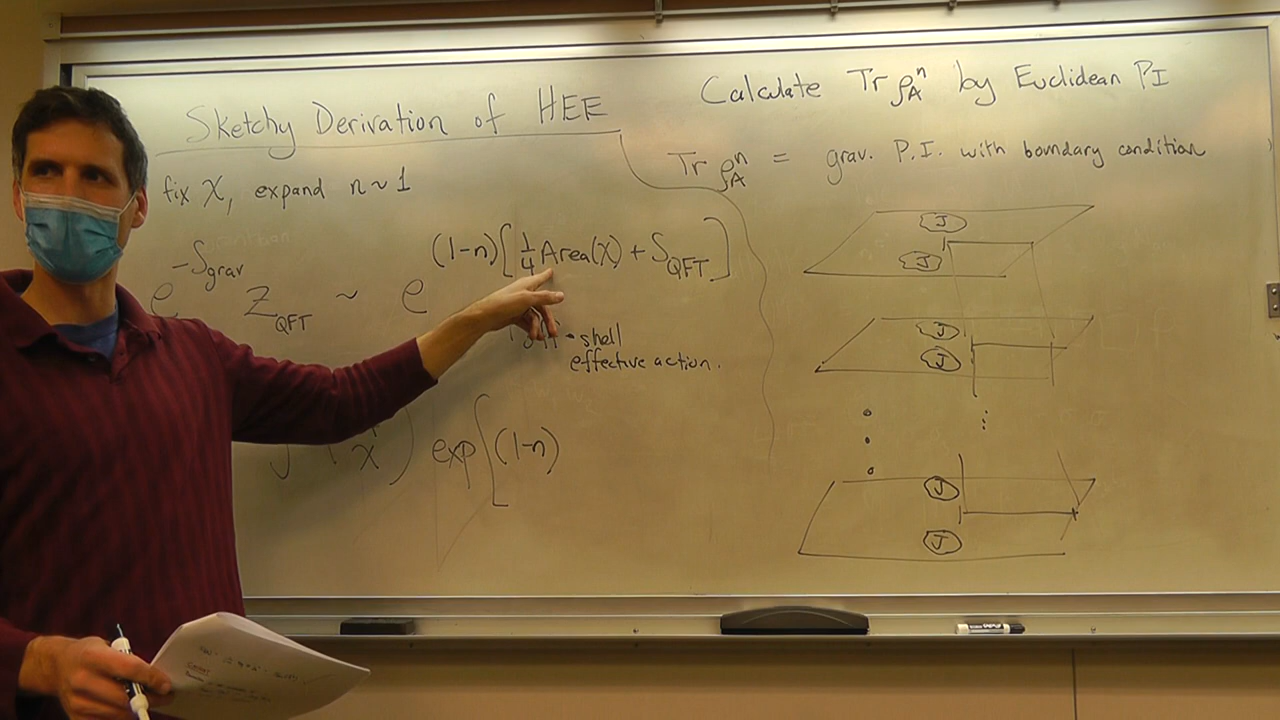 Sketchy Derivation of HEE
fix χ, expand n ~ 1
e^{-S_grav} Z_QFT ~ e^{(1-n)[¼ Area(χ) + S_QFT]}
shell
effective action.
∫ ( χ ) exp[(1-n)
Calculate Tr ρ_A^n by Euclidean PI
Tr ρ_A^n = grav. P.I. with boundary condition
J
J
J
J
J
J